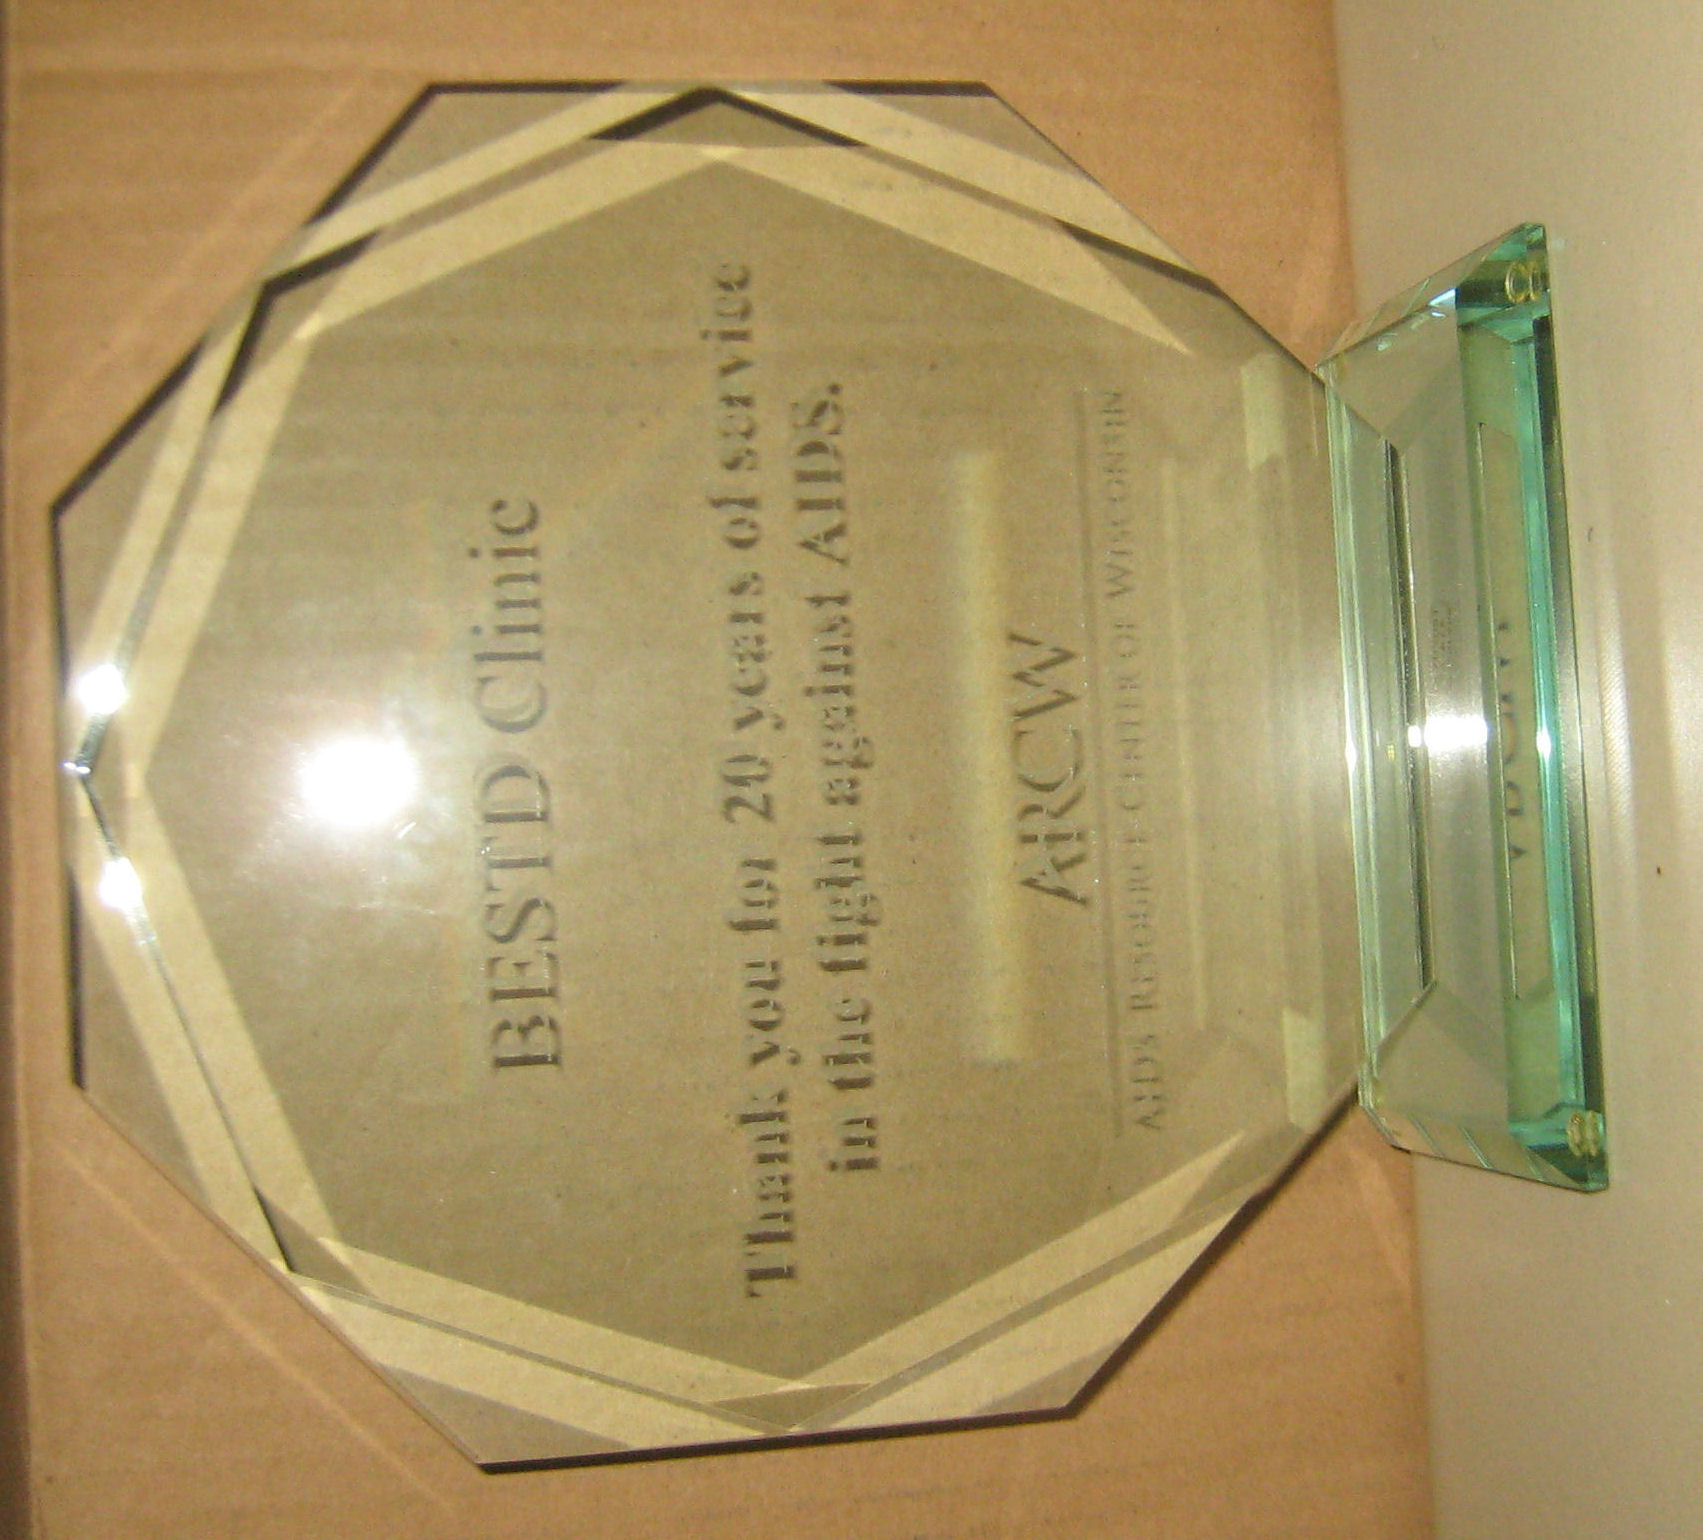 BESTD Clinic
Thank you for 20 years of service
in the fight against AIDS.
ARCW
AIDS RESOURCE CENTER OF WISCONSIN